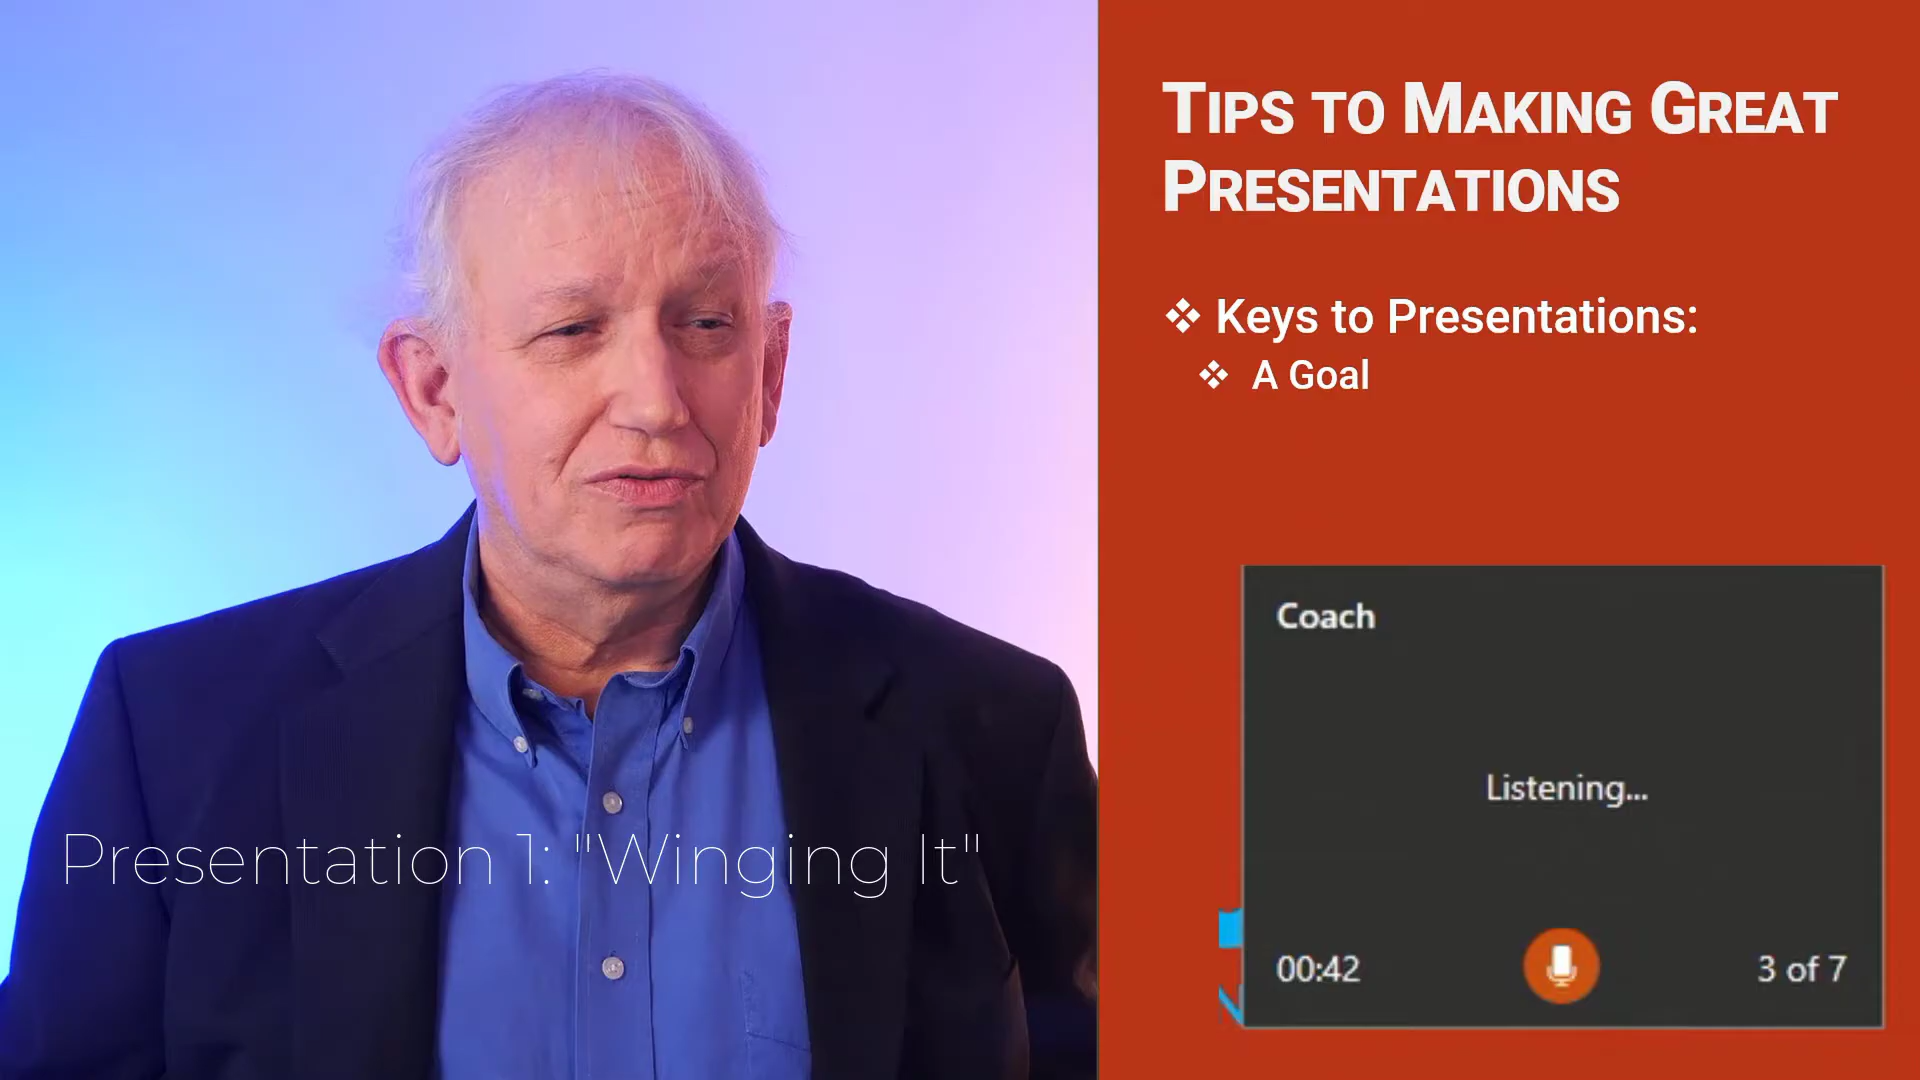 TIPS TO MAKING GREAT
PRESENTATIONS
❖ Keys to Presentations:
❖ A Goal
Coach
Listening...
00:42
3 of 7
Presentation 1: "Winging It"